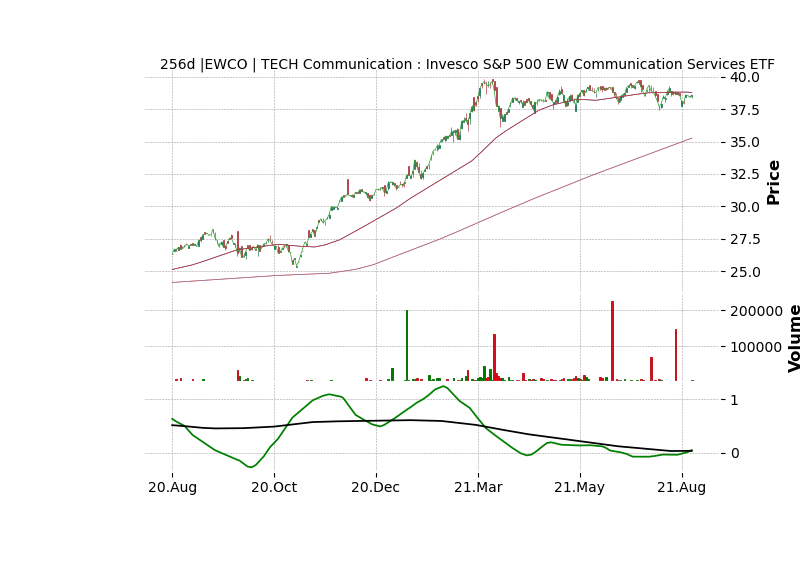 256d |EWCO | TECH Communication : Invesco S&P 500 EW Communication Services ETF
40.0
37.5
35.0
32.5
30.0
27.5
25.0
Price
200000
100000
Volume
1
0
20.Aug 20.Oct 20.Dec 21.Mar 21.May 21.Aug